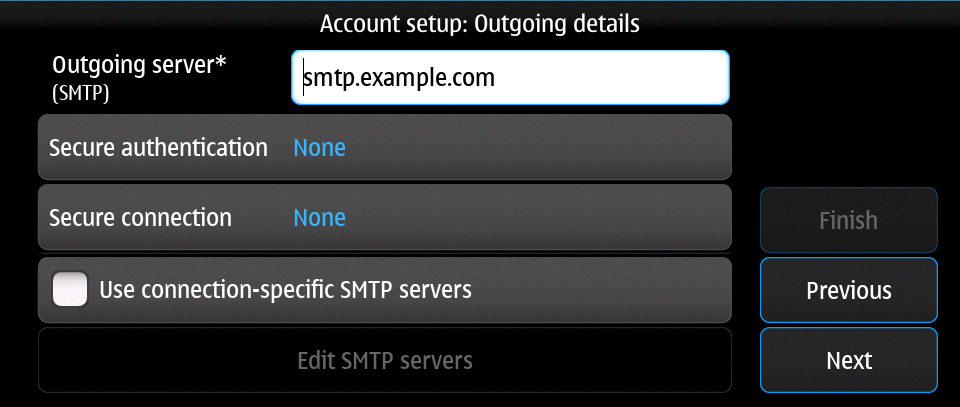 Account setup: Outgoing details
Outgoing server*
(SMTP)
smtp.example.com
Secure authentication None
Secure connection None
Finish
Use connection-specific SMTP servers
Previous
Edit SMTP servers
Next